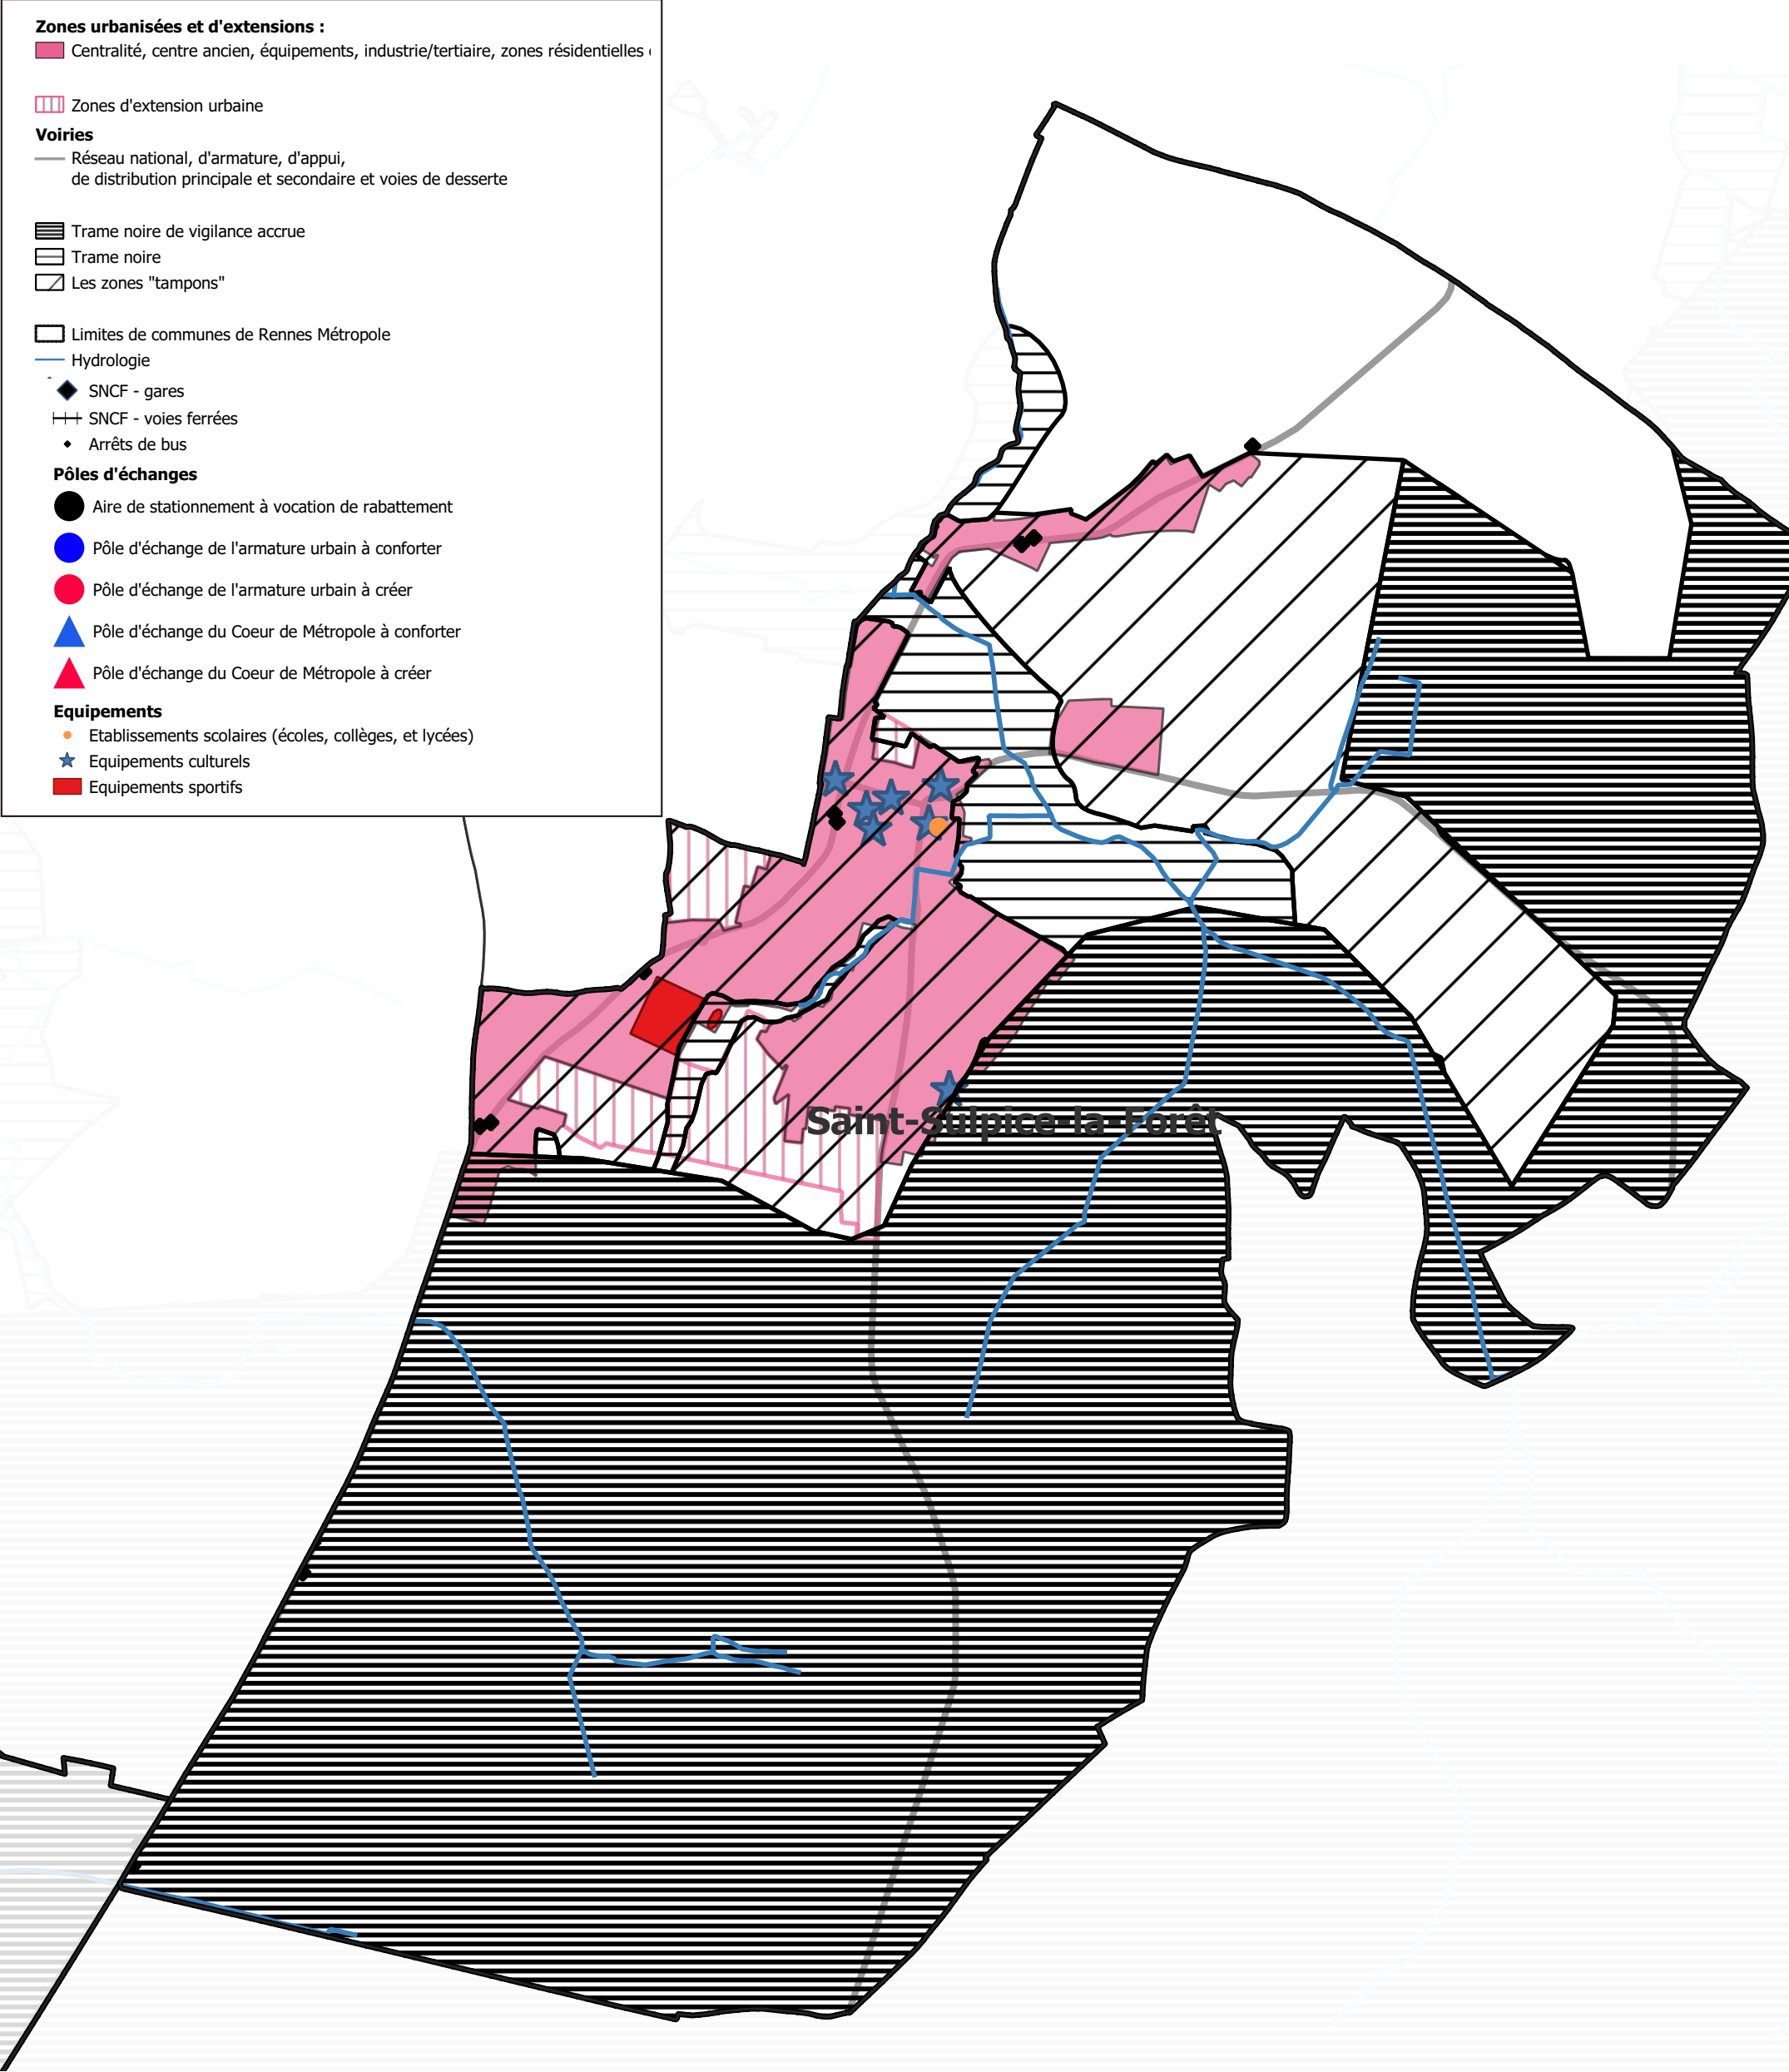 Zones urbanisées et d'extensions :
Centralité, centre ancien, équipements, industrie/tertiaire, zones résidentielles
Zones d'extension urbaine
Voiries
Réseau national, d'armature, d'appui,
de distribution principale et secondaire et voies de desserte
Trame noire de vigilance accrue
Trame noire
Les zones "tampons"
Limites de communes de Rennes Métropole
Hydrologie
SNCF - gares
SNCF - voies ferrées
Arrêts de bus
Pôles d'échanges
Aire de stationnement à vocation de rabattement
Pôle d'échange de l'armature urbain à conforter
Pôle d'échange de l'armature urbain à créer
Pôle d'échange du Coeur de Métropole à conforter
Pôle d'échange du Coeur de Métropole à créer
Equipements
Etablissements scolaires (écoles, collèges, et lycées)
Equipements culturels
Equipements sportifs
Saint-Sulpice-la-Forêt